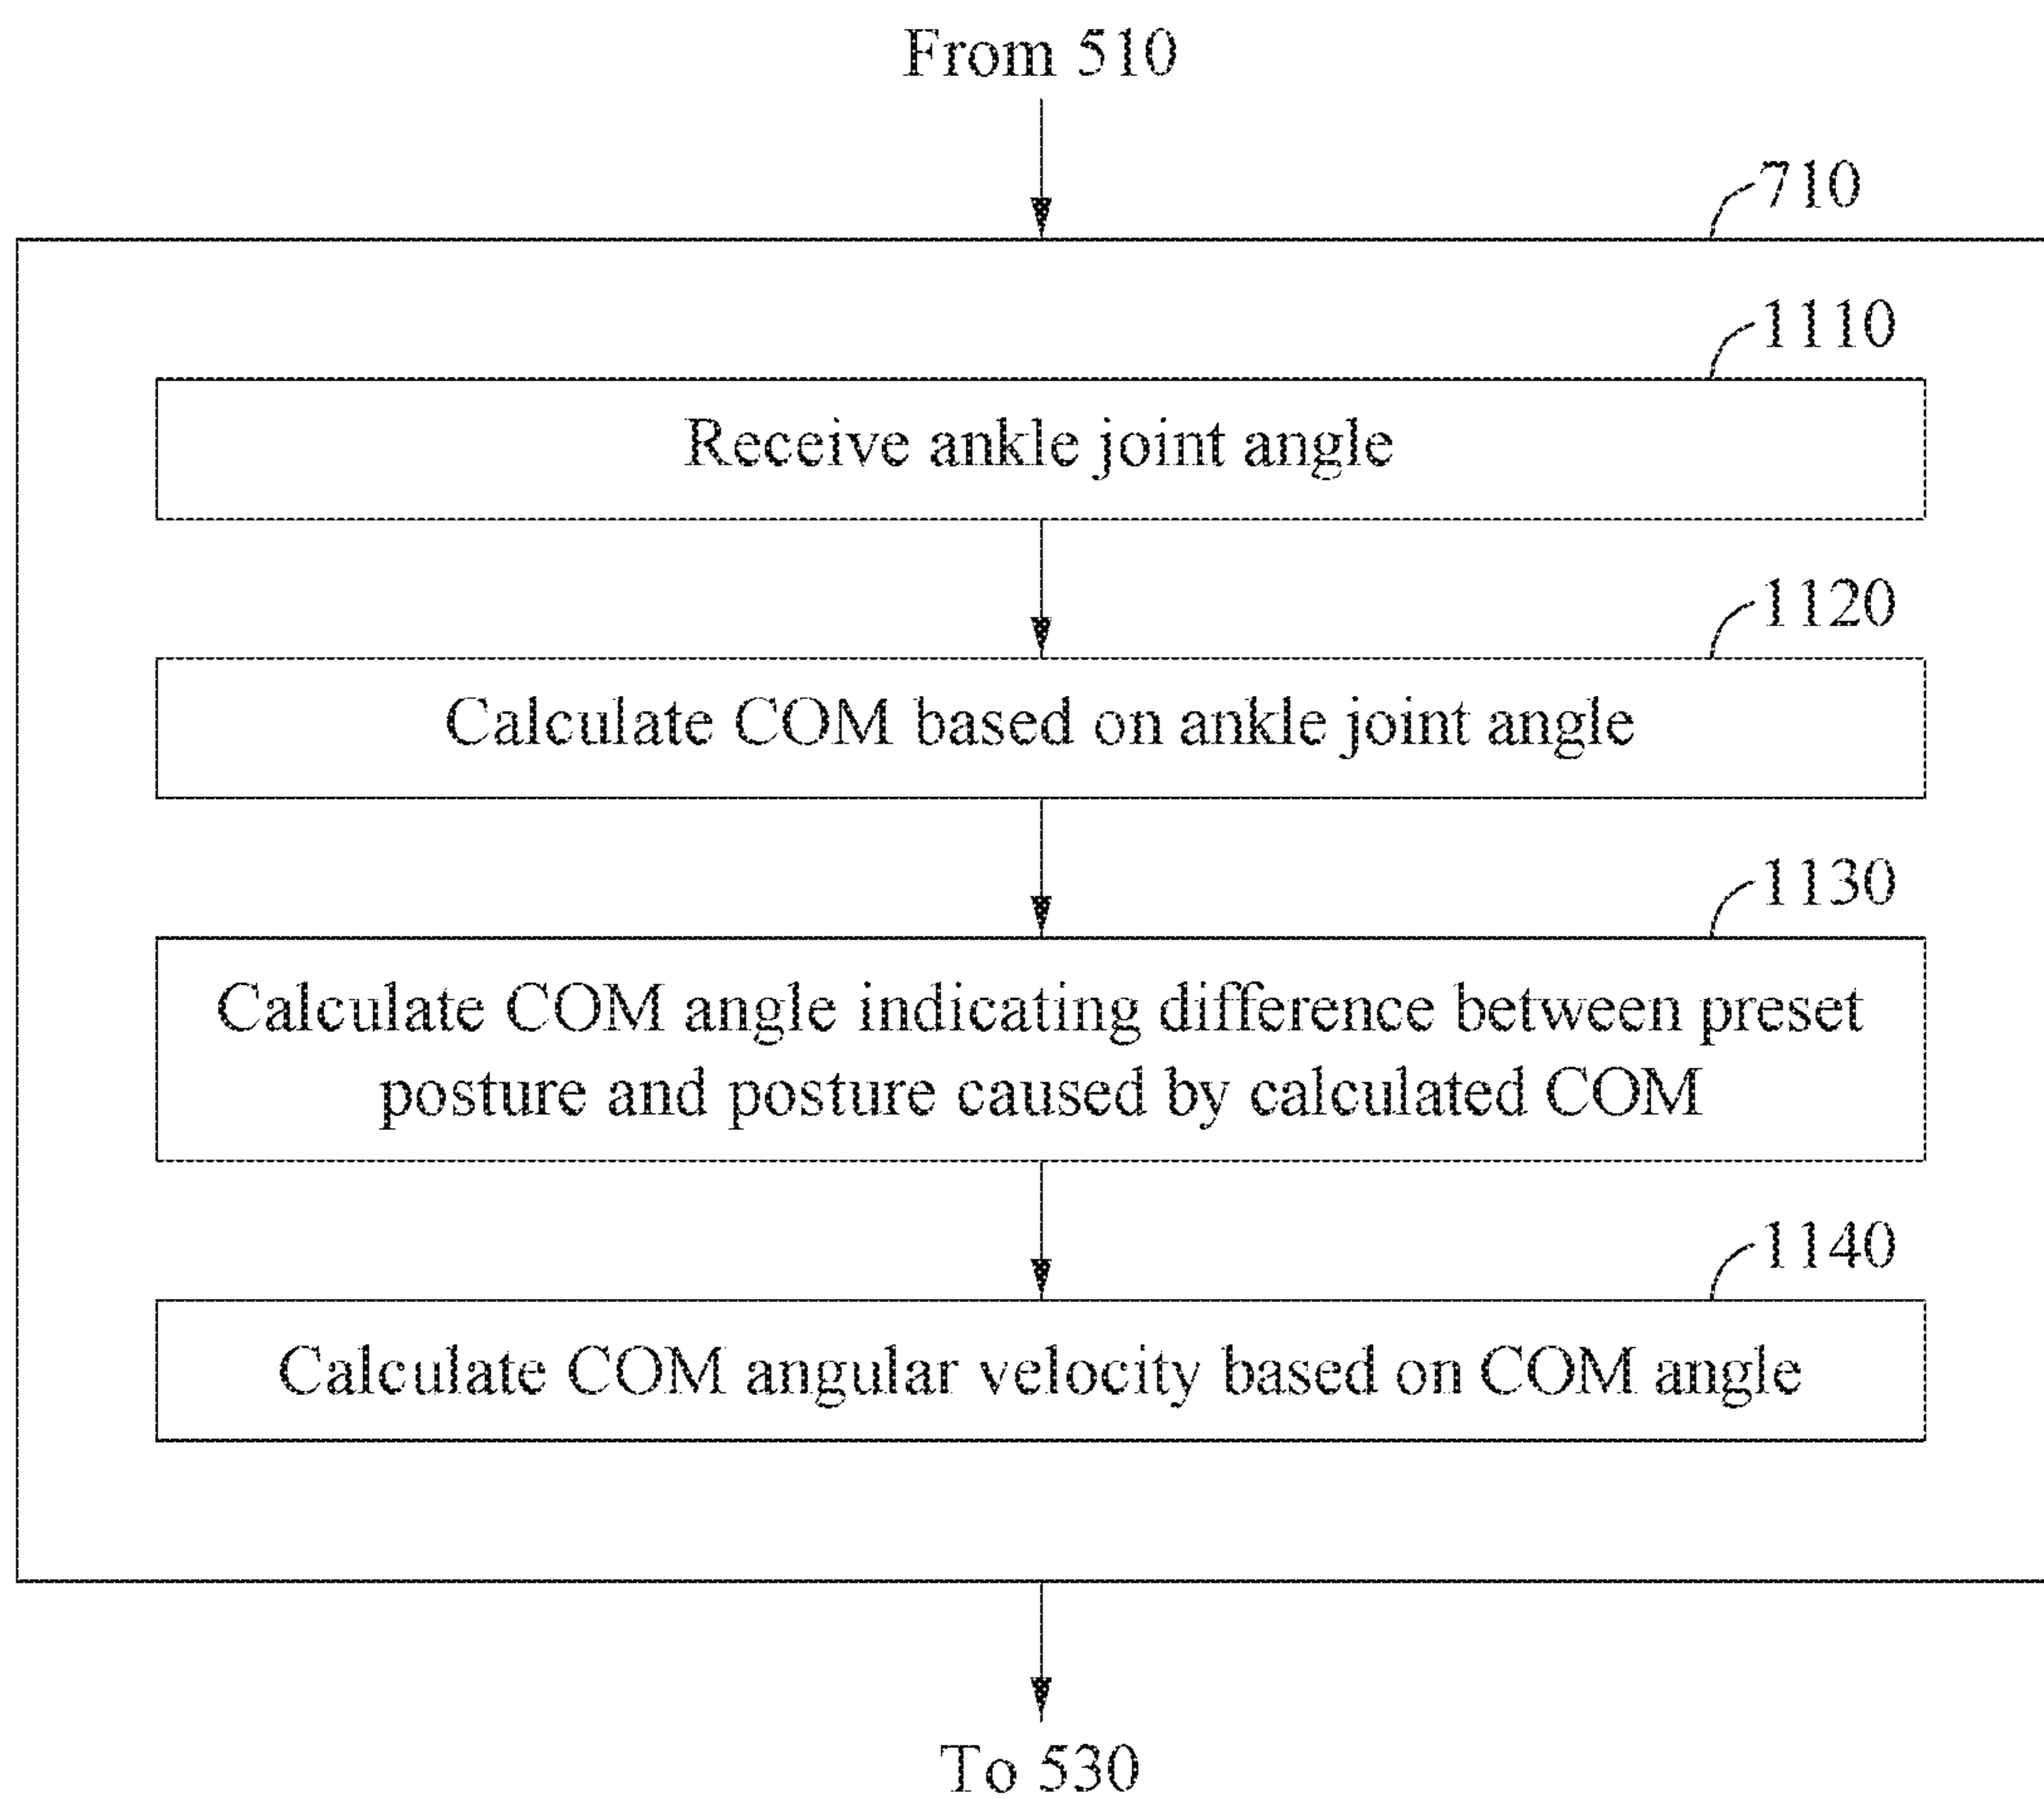 From 510
710
1110
Receive ankle joint angle
1120
Calculate COM based on ankle joint angle
1130
Calculate COM angle indicating difference between preset
posture and posture caused by calculated COM
1140
Calculate COM angular velocity based on COM angle
To 530